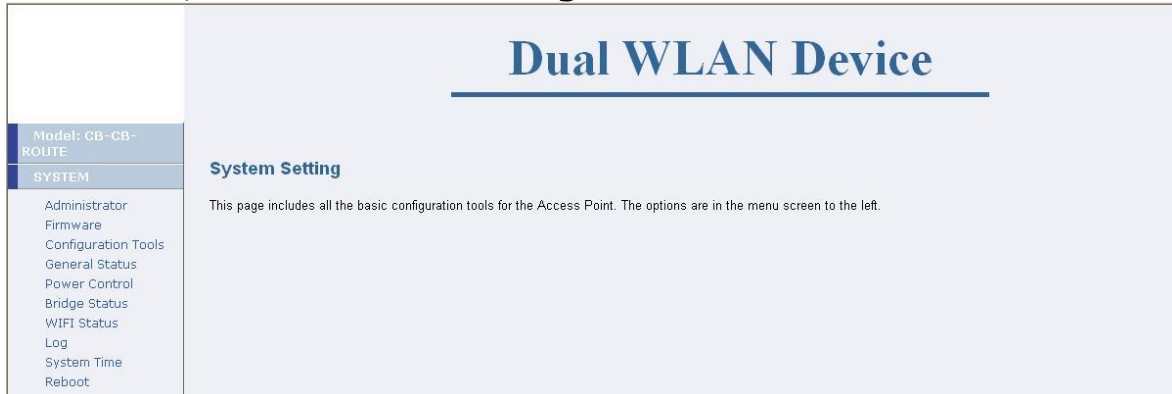 Dual WLAN Device
Model: CB-CB-
ROUTE
SYSTEM
Administrator
Firmware
Configuration Tools
General Status
Power Control
Bridge Status
WIFI Status
Log
System Time
Reboot
System Setting
This page includes all the basic configuration tools for the Access Point. The options are in the menu screen to the left.